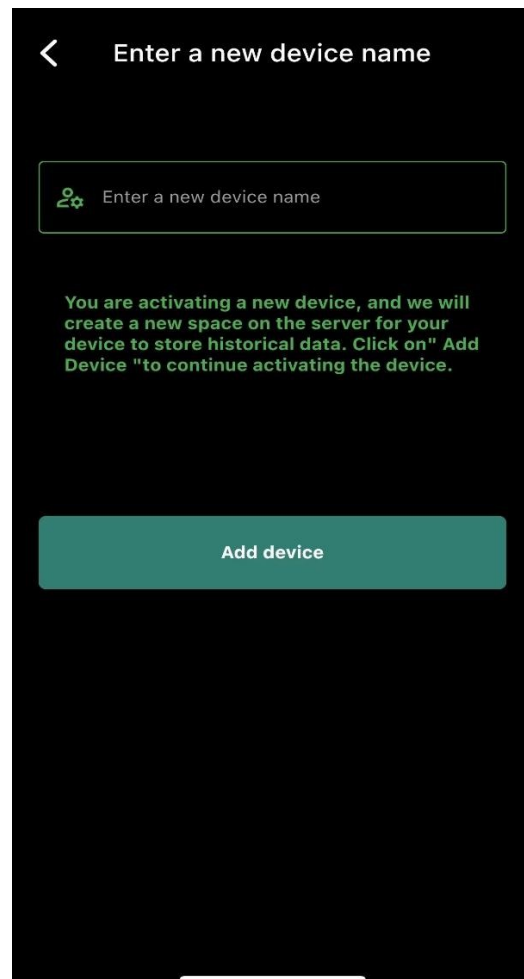 Enter a new device name
Enter a new device name
You are activating a new device, and we will
create a new space on the server for your
device to store historical data. Click on" Add
Device "to continue activating the device.
Add device